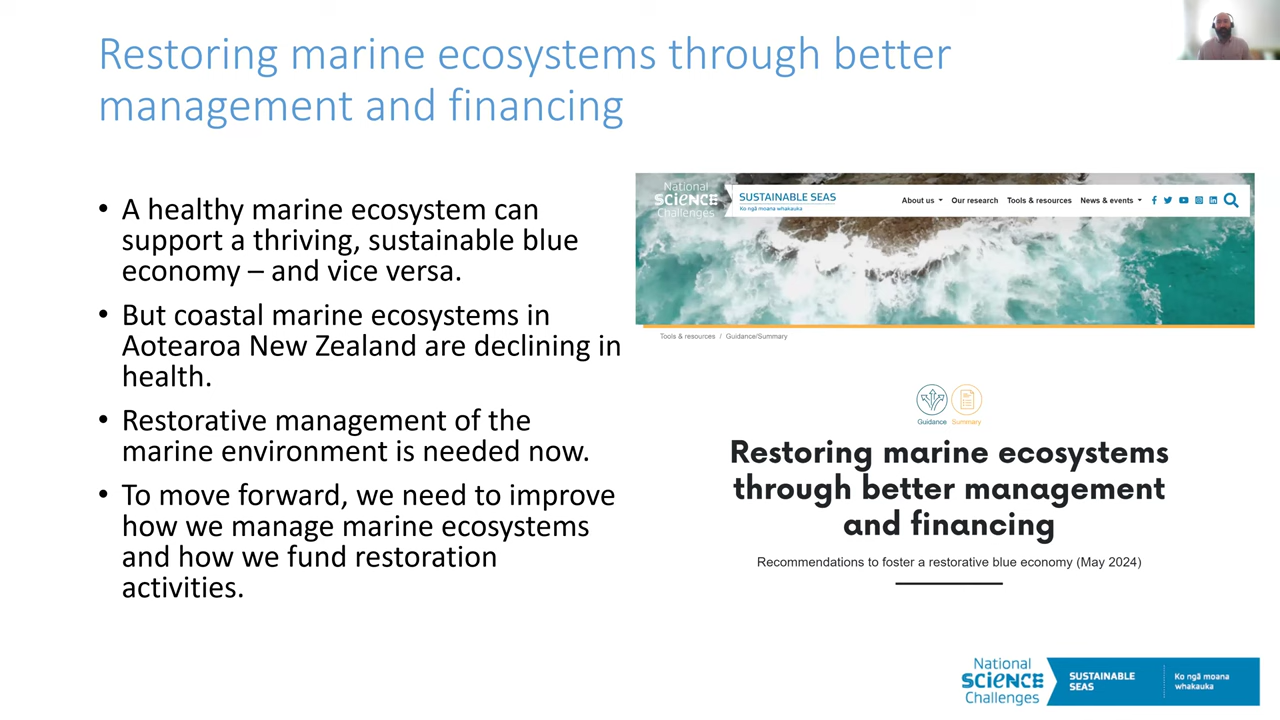 Restoring marine ecosystems through better
management and financing
• A healthy marine ecosystem can
support a thriving, sustainable blue
economy – and vice versa.
• But coastal marine ecosystems in
Aotearoa New Zealand are declining in
health.
• Restorative management of the
marine environment is needed now.
• To move forward, we need to improve
how we manage marine ecosystems
and how we fund restoration
activities.
National
SCIENCE
Challenges
SUSTAINABLE SEAS
Ko ngā moana whakauka
About us Our research Tools & resources News & events
Tools & resources / Guidance/Summary
Guidance Summary
Restoring marine ecosystems
through better management
and financing
Recommendations to foster a restorative blue economy (May 2024)
National
SCIENCE
Challenges
SUSTAINABLE
SEAS
Ko ngā moana
whakauka